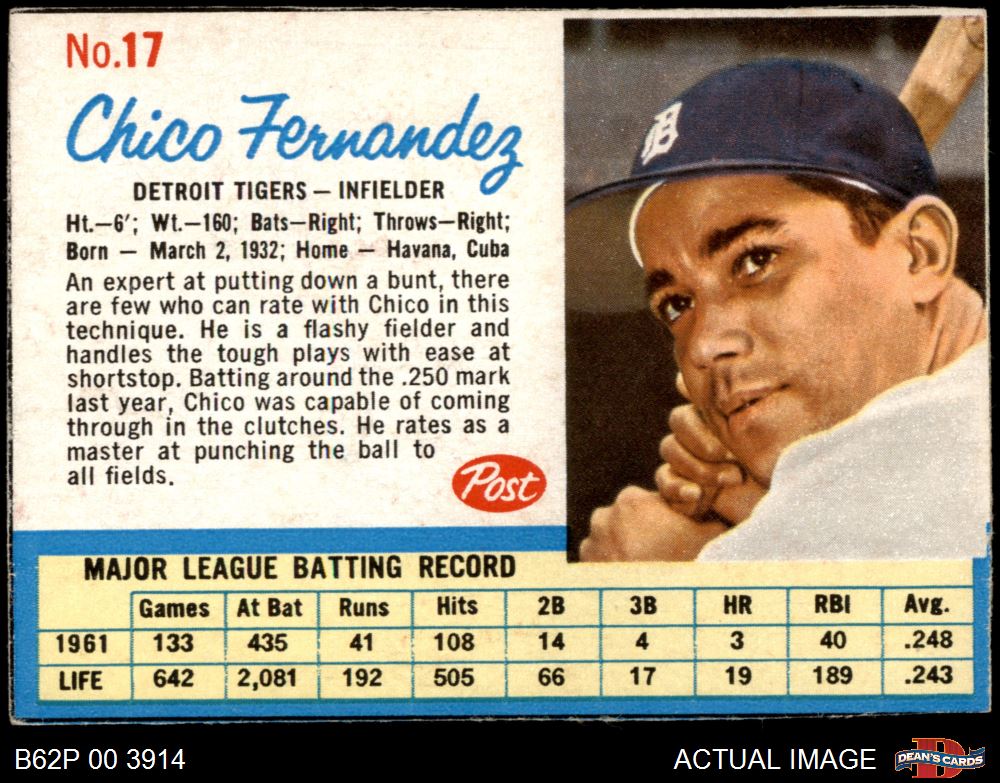 No.17
Chico Fernandez
DETROIT TIGERS – INFIELDER
Ht.–6'; Wt.–160; Bats–Right; Throws–Right;
Born – March 2, 1932; Home – Havana, Cuba
An expert at putting down a bunt, there
are few who can rate with Chico in this
technique. He is a flashy fielder and
handles the tough plays with ease at
shortstop. Batting around the .250 mark
last year, Chico was capable of coming
through in the clutches. He rates as a
master at punching the ball to
all fields.
Post
D
MAJOR LEAGUE BATTING RECORD
Games At Bat Runs Hits 2B 3B HR RBI Avg.
1961 133 435 41 108 14 4 3 40 .248
LIFE 642 2,081 192 505 66 17 19 189 .243
B62P 00 3914
ACTUAL IMAGE
D
DEAN'S CARDS